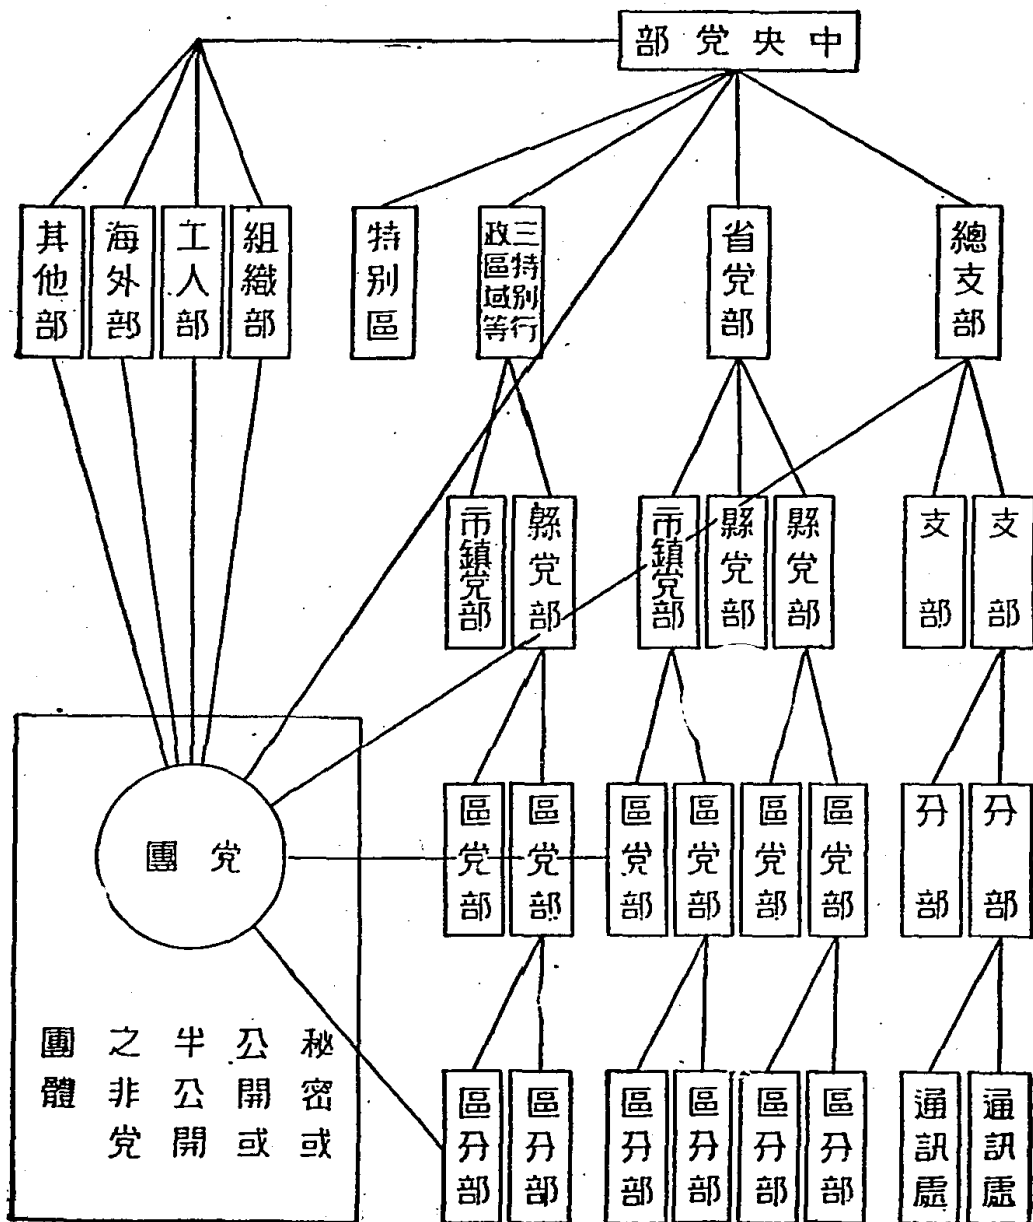 中央党部
總支部
省党部
三特别行政區域等
特别區
組織部
工人部
海外部
其他部
支部
支部
縣党部
縣党部
市鎮党部
縣党部
市鎮党部
分部
分部
區党部
區党部
區党部
區党部
區党部
區党部
党團
通訊處
通訊處
區分部
區分部
區分部
區分部
區分部
區分部
秘密或
公開或
半公開
之非党
團體